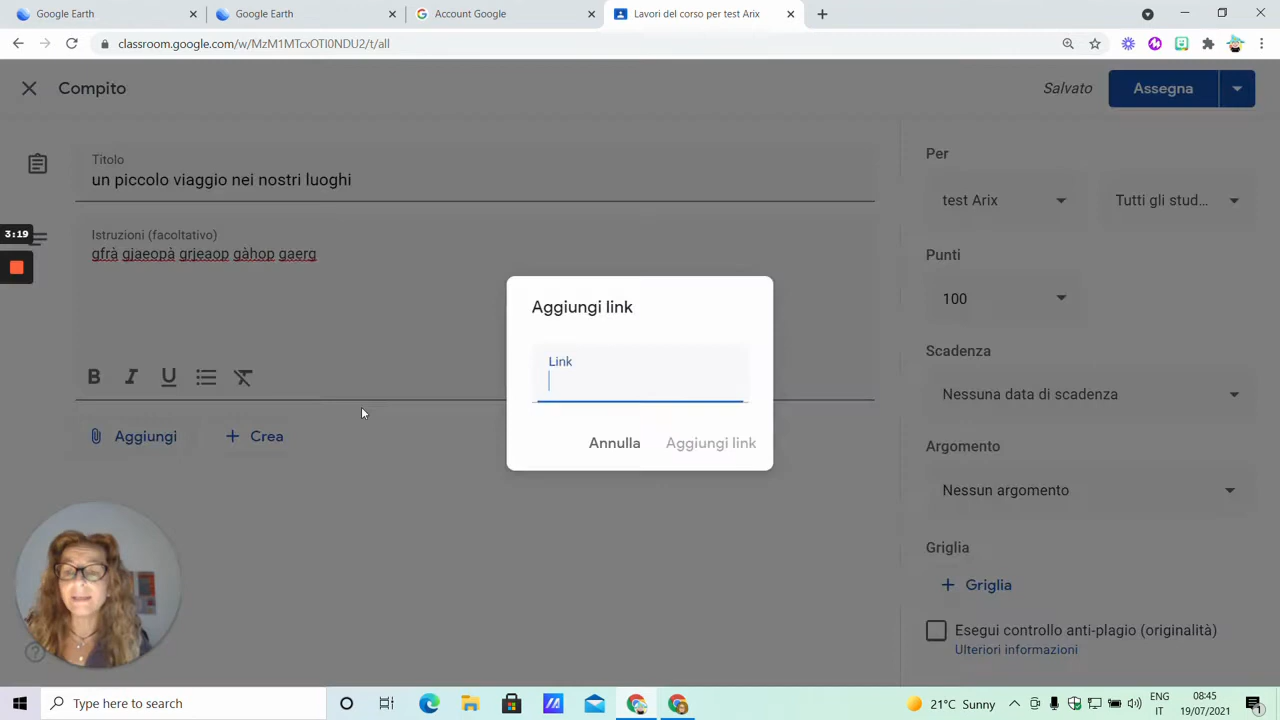 Google Earth
Google Earth
Account Google
Lavori del corso per test Arix
classroom.google.com/w/MzM1MTcxOTI0NDU2/t/all
Compito
Salvato
Assegna
Titolo
un piccolo viaggio nei nostri luoghi
Istruzioni (facoltativo)
gfrà gjaeopà grjeaop gàhop gaerg
Aggiungi
Crea
3:19
Aggiungi link
Link
Annulla
Aggiungi link
Per
test Arix
Tutti gli stud...
Punti
100
Scadenza
Nessuna data di scadenza
Argomento
Nessun argomento
Griglia
Griglia
Esegui controllo anti-plagio (originalità)
Ulteriori informazioni
Type here to search
21°C Sunny
ENG
IT
08:45
19/07/2021
1